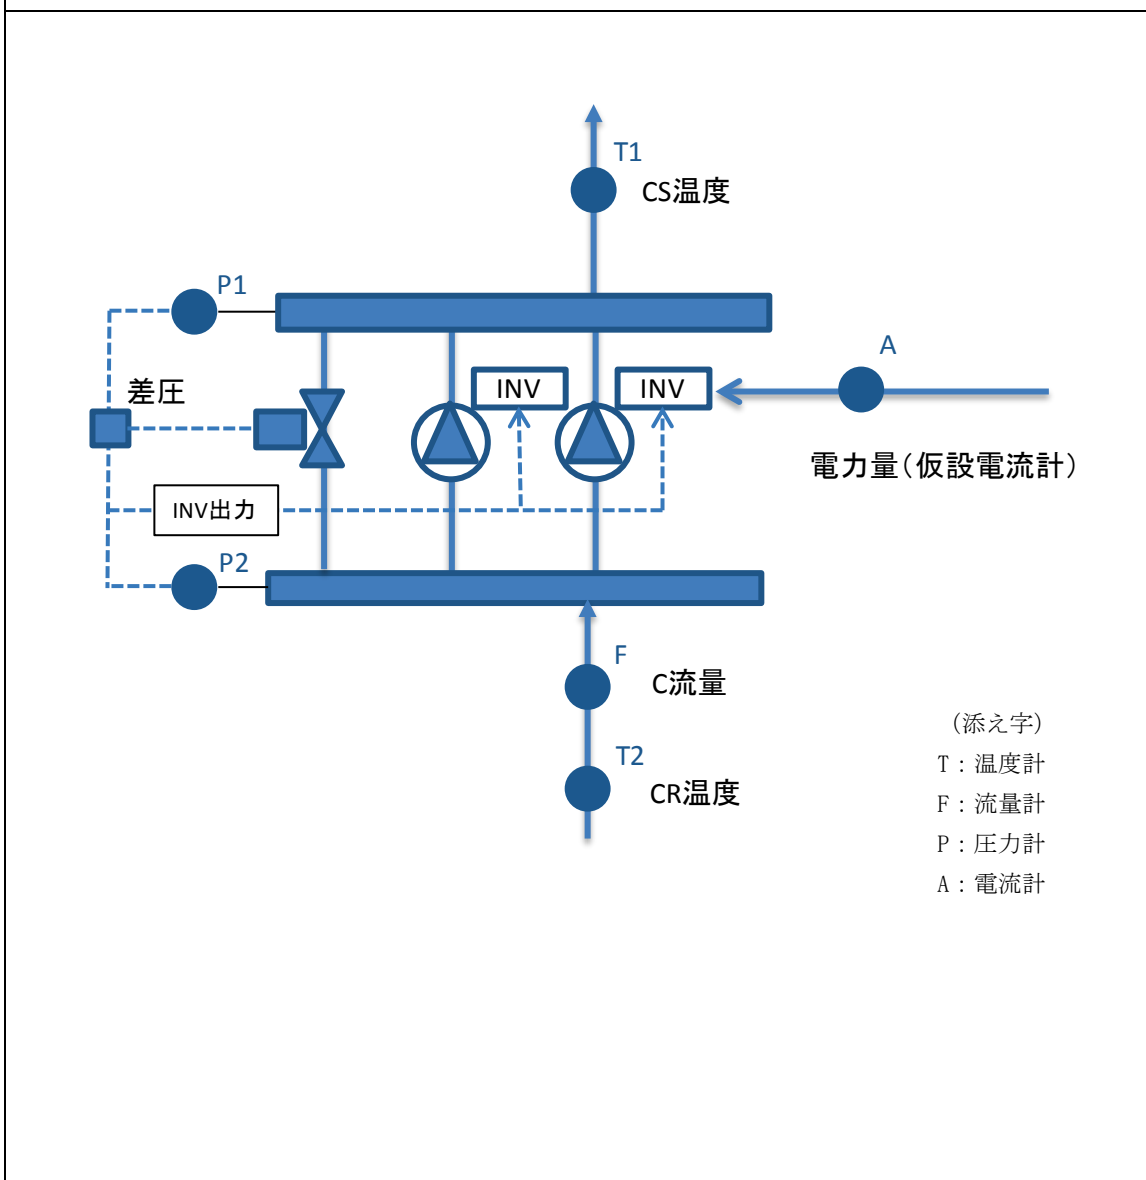 T1
CS温度
P1
A
差圧
INV
INV
電力量(仮設電流計)
INV出力
P2
F
C流量
T2
CR温度
(添え字)
T：温度計
F：流量計
P：圧力計
A：電流計